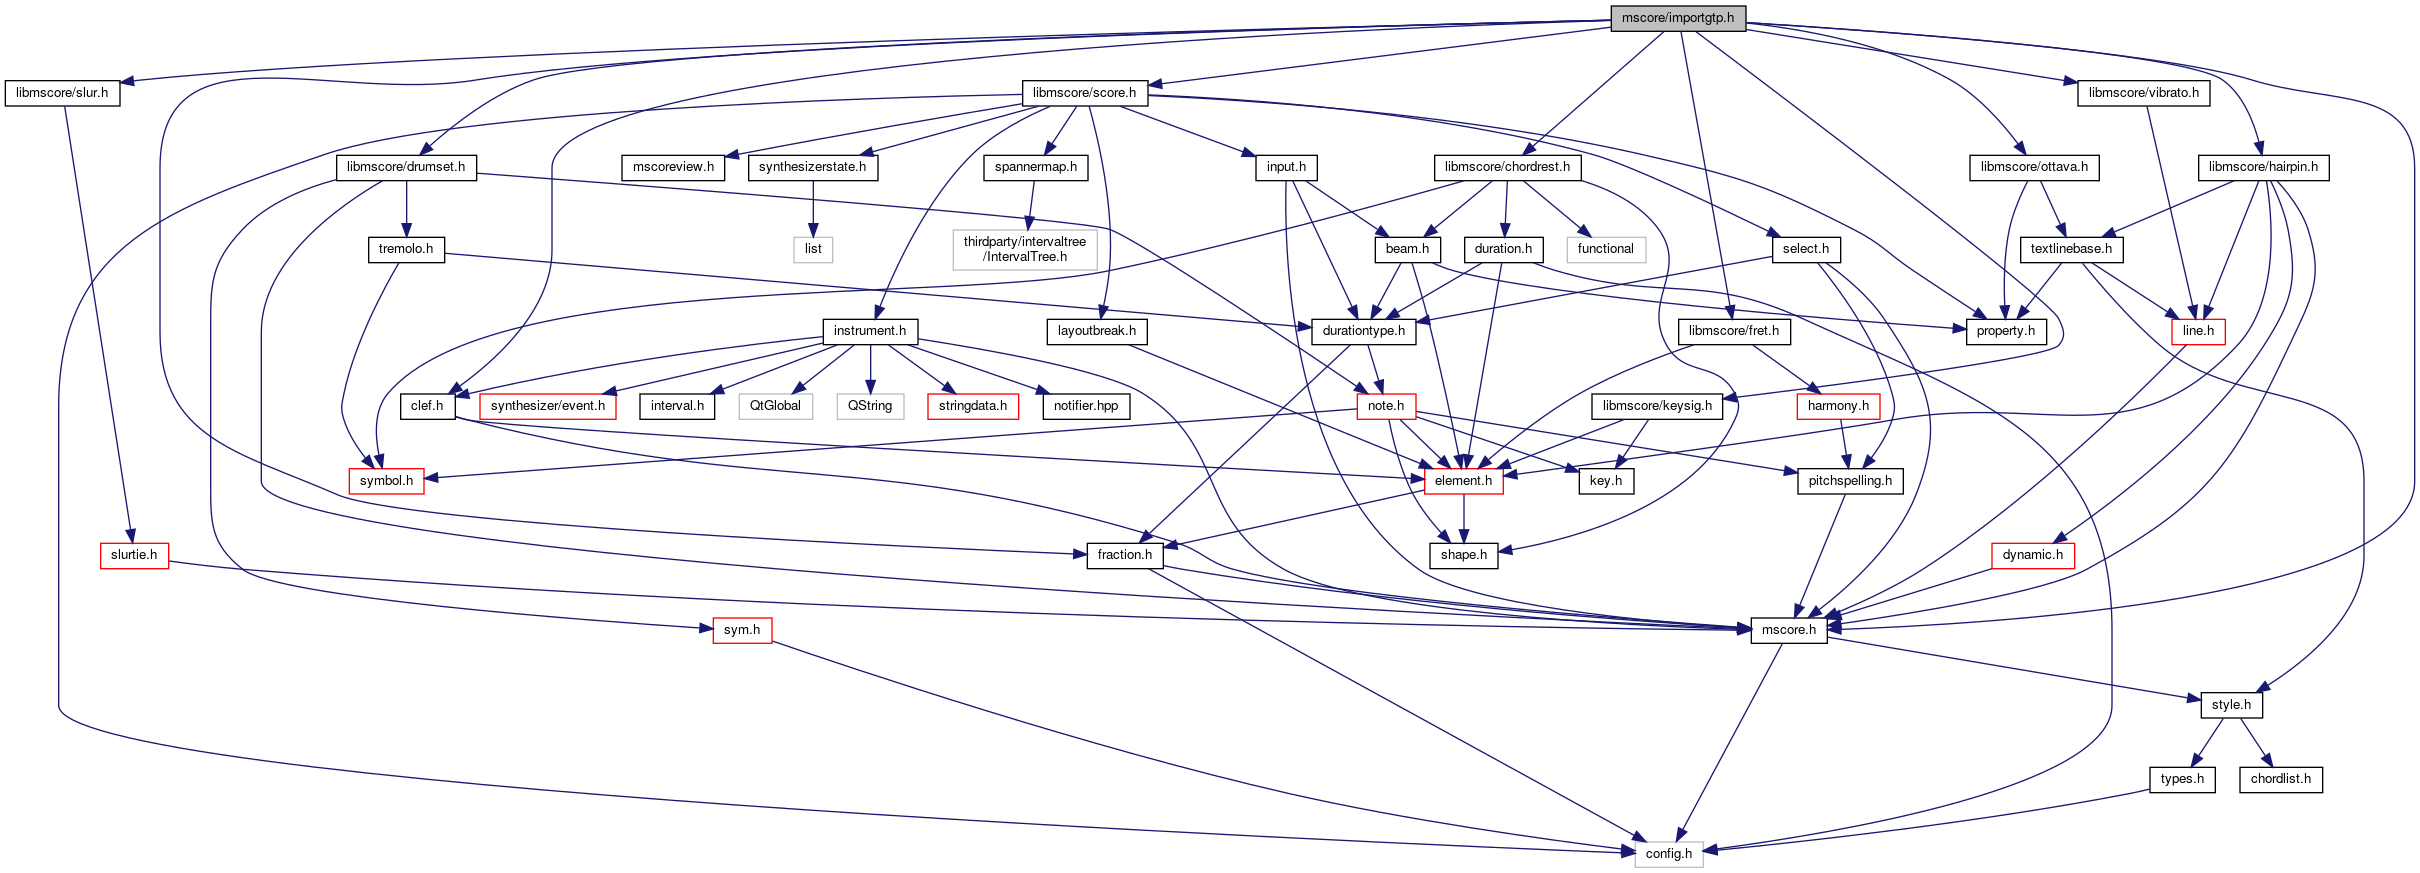 mscore/importgtp.h
libmscore/slur.h
libmscore/score.h
libmscore/vibrato.h
libmscore/drumset.h
mscoreview.h
synthesizerstate.h
spannermap.h
input.h
libmscore/chordrest.h
libmscore/ottava.h
libmscore/hairpin.h
tremolo.h
list
thirdparty/intervaltree
/IntervalTree.h
beam.h
duration.h
functional
select.h
textlinebase.h
instrument.h
layoutbreak.h
durationtype.h
libmscore/fret.h
property.h
line.h
clef.h
synthesizer/event.h
interval.h
QtGlobal
QString
stringdata.h
notifier.hpp
note.h
libmscore/keysig.h
harmony.h
symbol.h
element.h
key.h
pitchspelling.h
slurtie.h
fraction.h
shape.h
dynamic.h
sym.h
mscore.h
style.h
types.h
chordlist.h
config.h